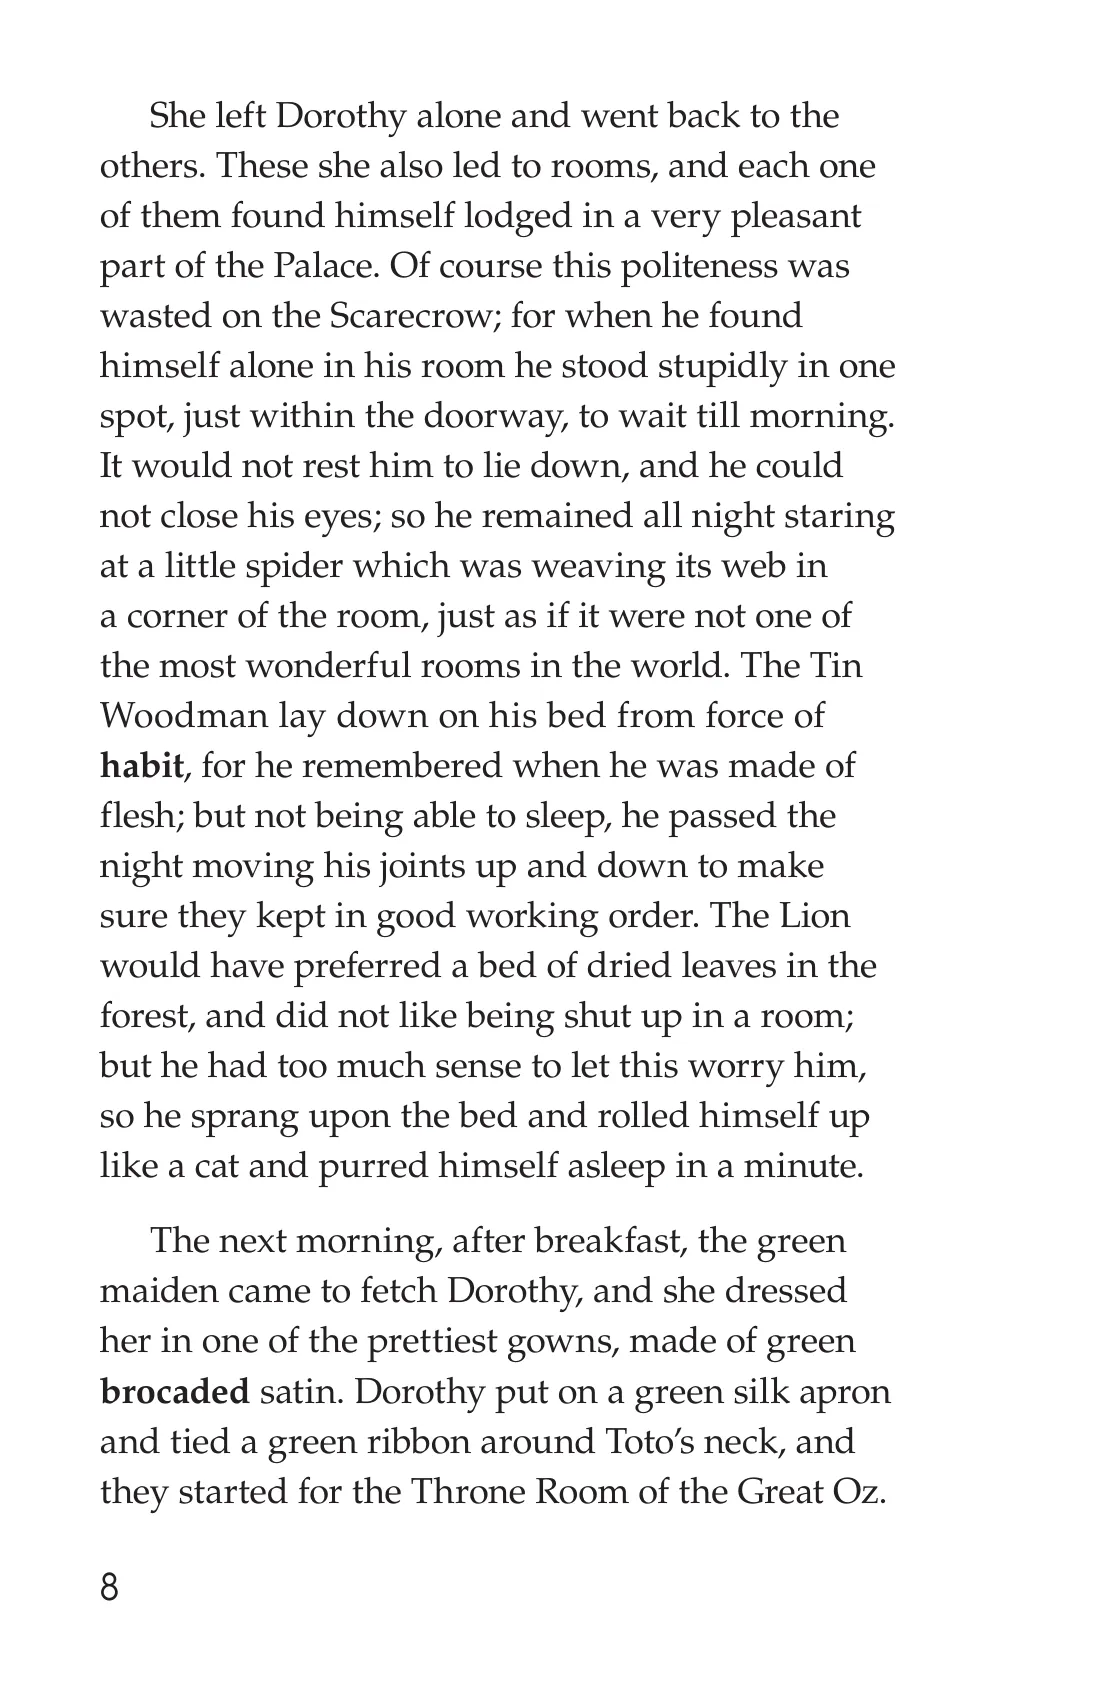 She left Dorothy alone and went back to the
others. These she also led to rooms, and each one
of them found himself lodged in a very pleasant
part of the Palace. Of course this politeness was
wasted on the Scarecrow; for when he found
himself alone in his room he stood stupidly in one
spot, just within the doorway, to wait till morning.
It would not rest him to lie down, and he could
not close his eyes; so he remained all night staring
at a little spider which was weaving its web in
a corner of the room, just as if it were not one of
the most wonderful rooms in the world. The Tin
Woodman lay down on his bed from force of
habit, for he remembered when he was made of
flesh; but not being able to sleep, he passed the
night moving his joints up and down to make
sure they kept in good working order. The Lion
would have preferred a bed of dried leaves in the
forest, and did not like being shut up in a room;
but he had too much sense to let this worry him,
so he sprang upon the bed and rolled himself up
like a cat and purred himself asleep in a minute.
The next morning, after breakfast, the green
maiden came to fetch Dorothy, and she dressed
her in one of the prettiest gowns, made of green
brocaded satin. Dorothy put on a green silk apron
and tied a green ribbon around Toto’s neck, and
they started for the Throne Room of the Great Oz.
8